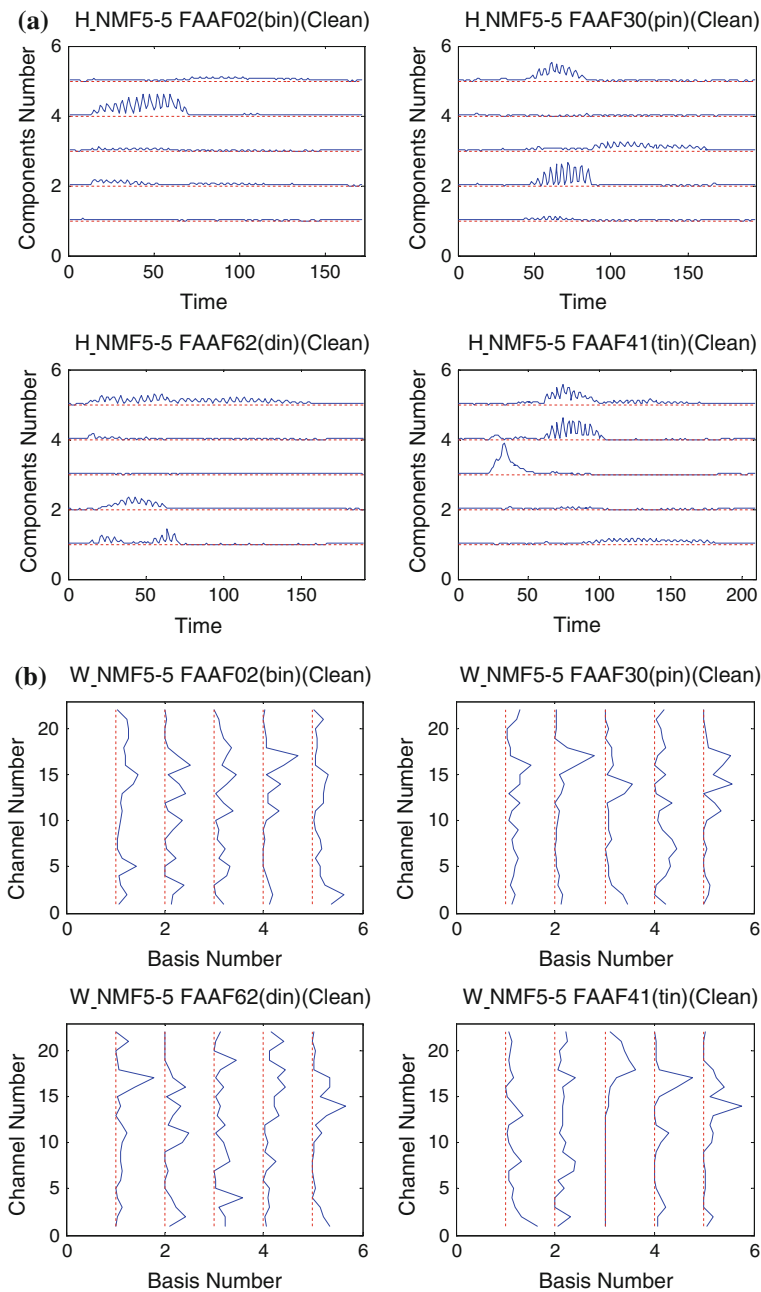 (a) H_NMF5-5 FAAF02(bin)(Clean) H_NMF5-5 FAAF30(pin)(Clean)
Components Number
6
4
2
0
0 50 100 150
Time
Components Number
6
4
2
0
0 50 100 150
Time
H_NMF5-5 FAAF62(din)(Clean) H_NMF5-5 FAAF41(tin)(Clean)
Components Number
6
4
2
0
0 50 100 150
Time
Components Number
6
4
2
0
0 50 100 150 200
Time
(b) W_NMF5-5 FAAF02(bin)(Clean) W_NMF5-5 FAAF30(pin)(Clean)
Channel Number
20
15
10
5
0
0 2 4 6
Basis Number
Channel Number
20
15
10
5
0
0 2 4 6
Basis Number
W_NMF5-5 FAAF62(din)(Clean) W_NMF5-5 FAAF41(tin)(Clean)
Channel Number
20
15
10
5
0
0 2 4 6
Basis Number
Channel Number
20
15
10
5
0
0 2 4 6
Basis Number